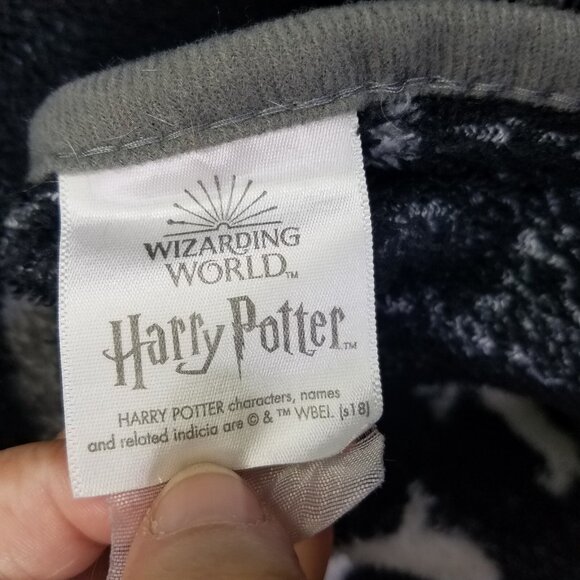 WIZARDING
WORLD™
Harry Potter™
HARRY POTTER characters, names
and related indicia are © & ™ WBEI. (s18)